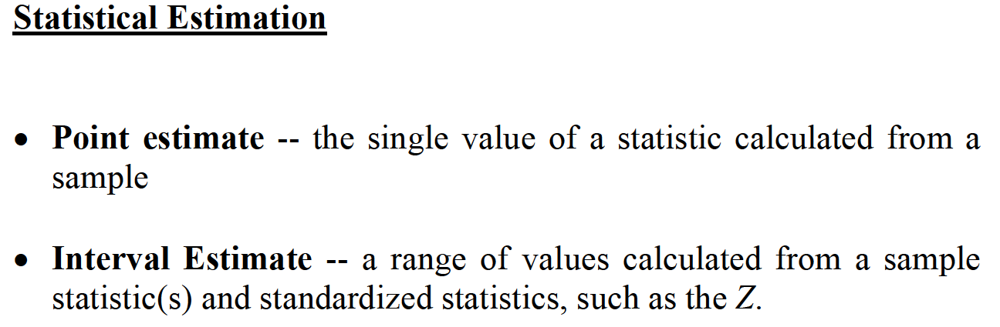 Statistical Estimation
• Point estimate -- the single value of a statistic calculated from a
sample
• Interval Estimate -- a range of values calculated from a sample
statistic(s) and standardized statistics, such as the Z.